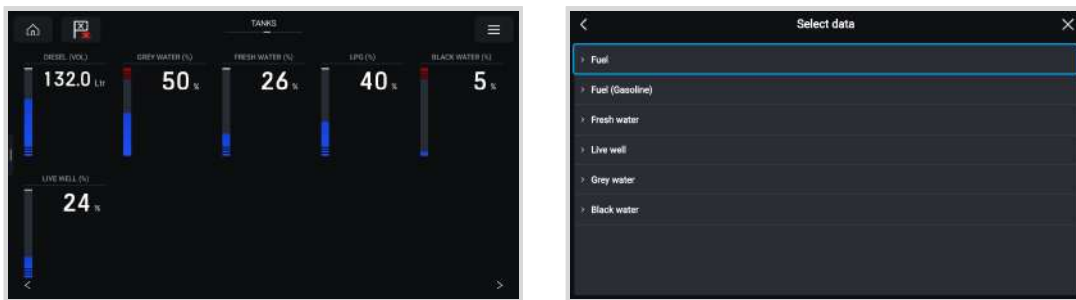 TANKS
DIESEL (VOL) GREY WATER (%) FRESH WATER (%) LPG (%) BLACK WATER (%)
132.0 Ltr 50 % 26 % 40 % 5 %
LIVE WELL (%)
24 %
Select data
Fuel
Fuel (Gasoline)
Fresh water
Live well
Grey water
Black water